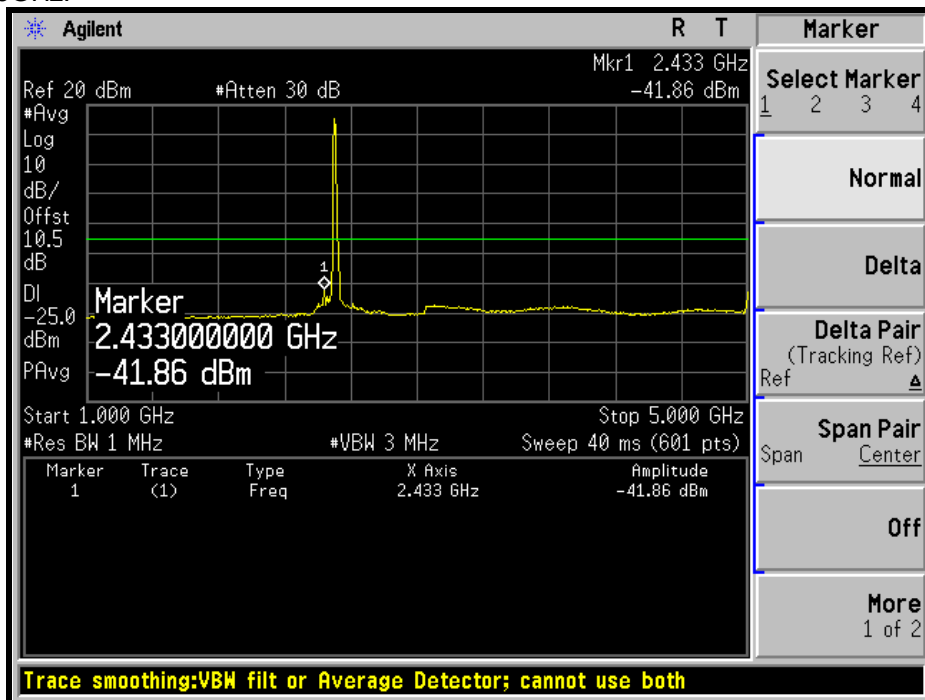 Agilent R T
Mkr1 2.433 GHz
Ref 20 dBm #Atten 30 dB -41.86 dBm
#Avg
Log
10
dB/
Offst
10.5
dB
DI
-25.0
dBm
PAvg
1
Marker
2.433000000 GHz
-41.86 dBm
Start 1.000 GHz Stop 5.000 GHz
#Res BW 1 MHz #VBW 3 MHz Sweep 40 ms (601 pts)
Marker Trace Type X Axis Amplitude
1 (1) Freq 2.433 GHz -41.86 dBm
Trace smoothing:VBW filt or Average Detector; cannot use both
Marker
Select Marker
1 2 3 4
Normal
Delta
Delta Pair
(Tracking Ref)
Ref Δ
Span Pair
Span Center
Off
More
1 of 2